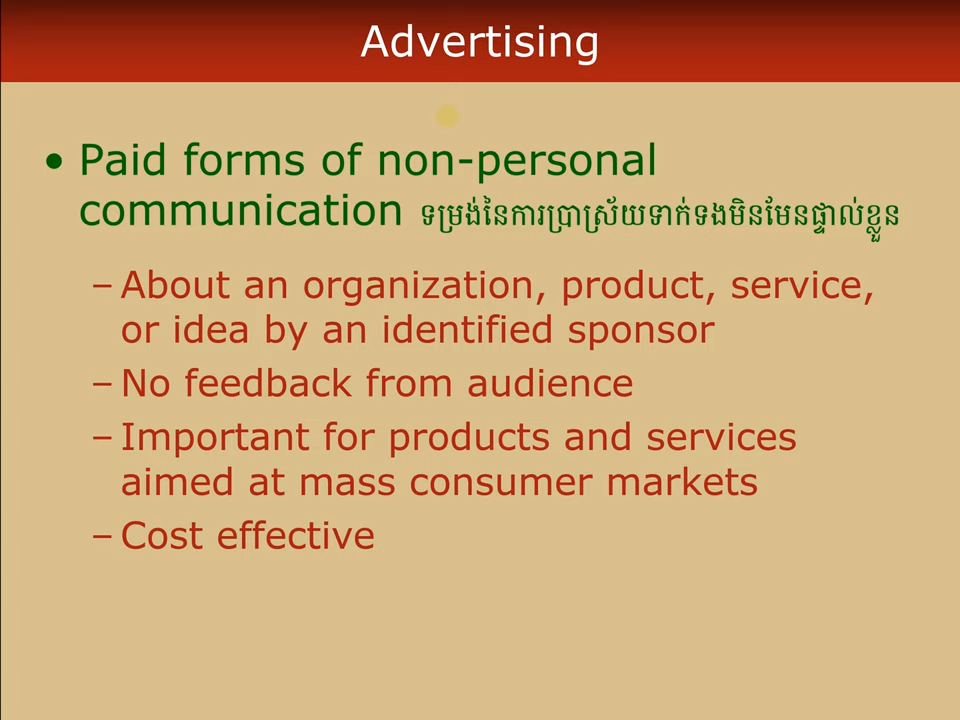 Advertising
• Paid forms of non-personal
communication ទម្រង់នៃការប្រាស្រ័យទាក់ទងមិនមែនផ្ទាល់ខ្លួន
– About an organization, product, service,
or idea by an identified sponsor
– No feedback from audience
– Important for products and services
aimed at mass consumer markets
– Cost effective